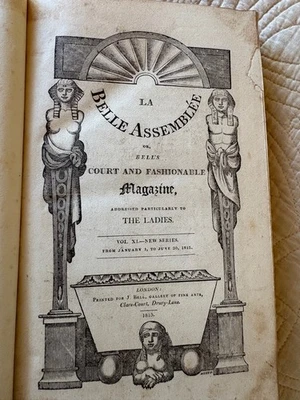 LA
BELLE ASSEMBLÉE
OR,
BELL'S
COURT AND FASHIONABLE
Magazine,
ADDRESSED PARTICULARLY TO
THE LADIES.
VOL. XI.—NEW SERIES.
FROM JANUARY 1, TO JUNE 30, 1815.
LONDON:
PRINTED FOR J. BELL, GALLERY OF FINE ARTS,
Clare-Court, Drury-Lane.
1815.